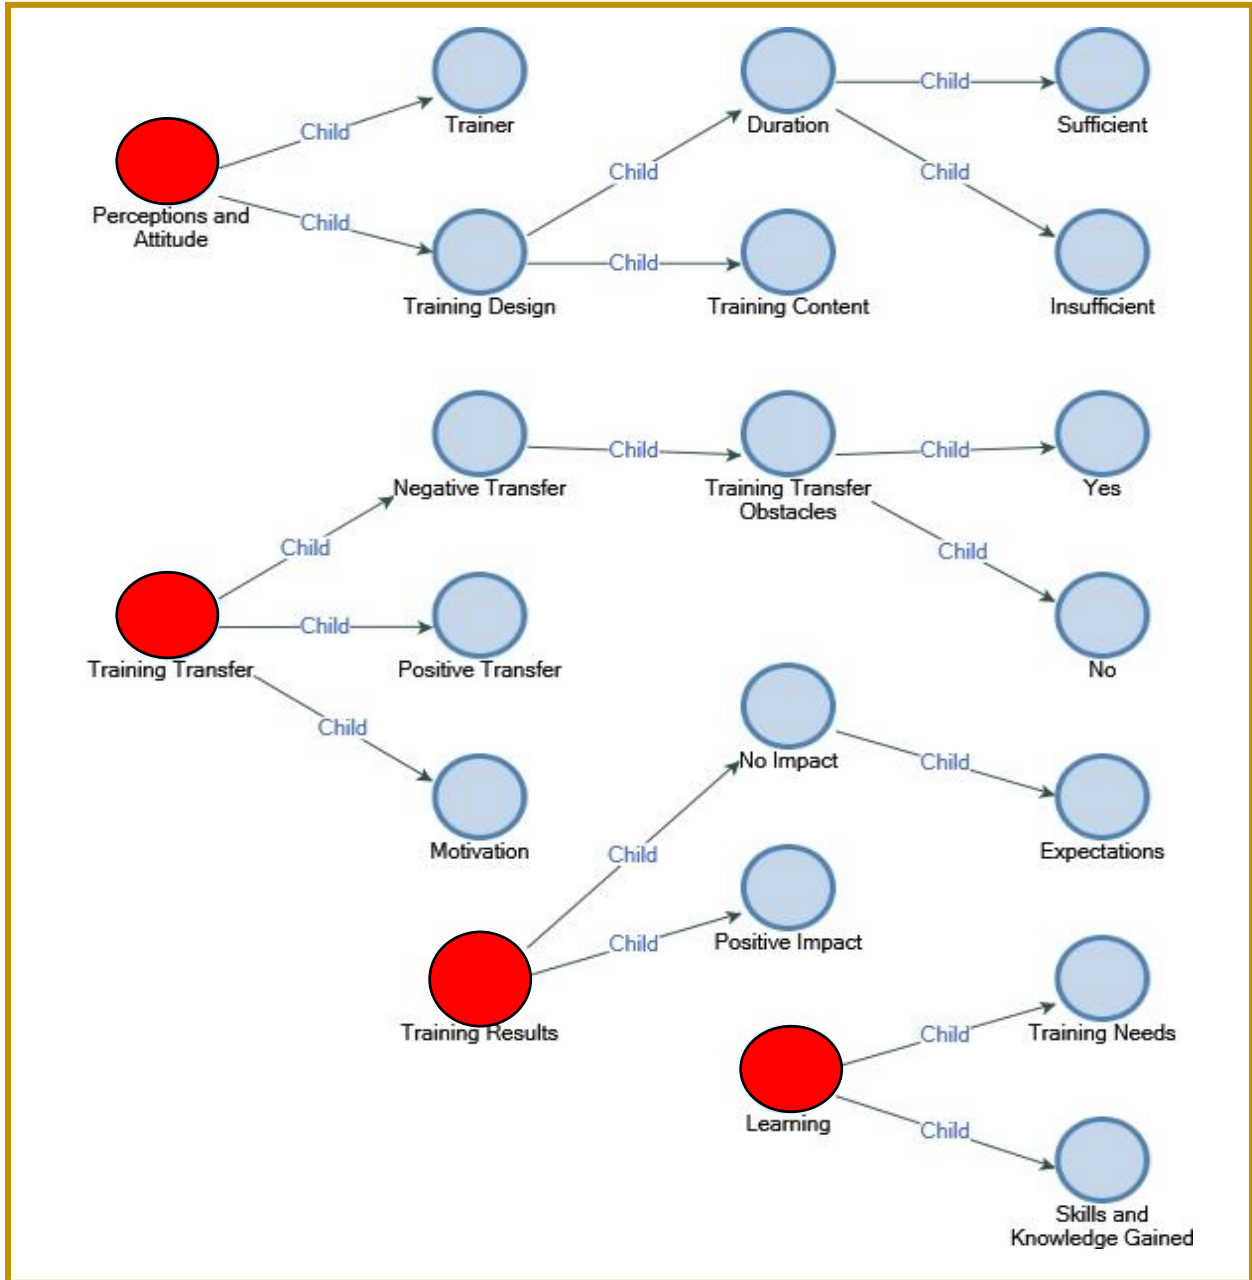 Trainer
Duration
Sufficient
Child
Child
Child
Child
Child
Perceptions and
Attitude
Child
Child
Training Design
Training Content
Insufficient
Child
Child
Negative Transfer
Training Transfer
Obstacles
Yes
Child
Child
Child
Training Transfer
Positive Transfer
No
Child
No Impact
Child
Motivation
Child
Expectations
Child
Positive Impact
Training Results
Child
Training Needs
Learning
Child
Skills and
Knowledge Gained